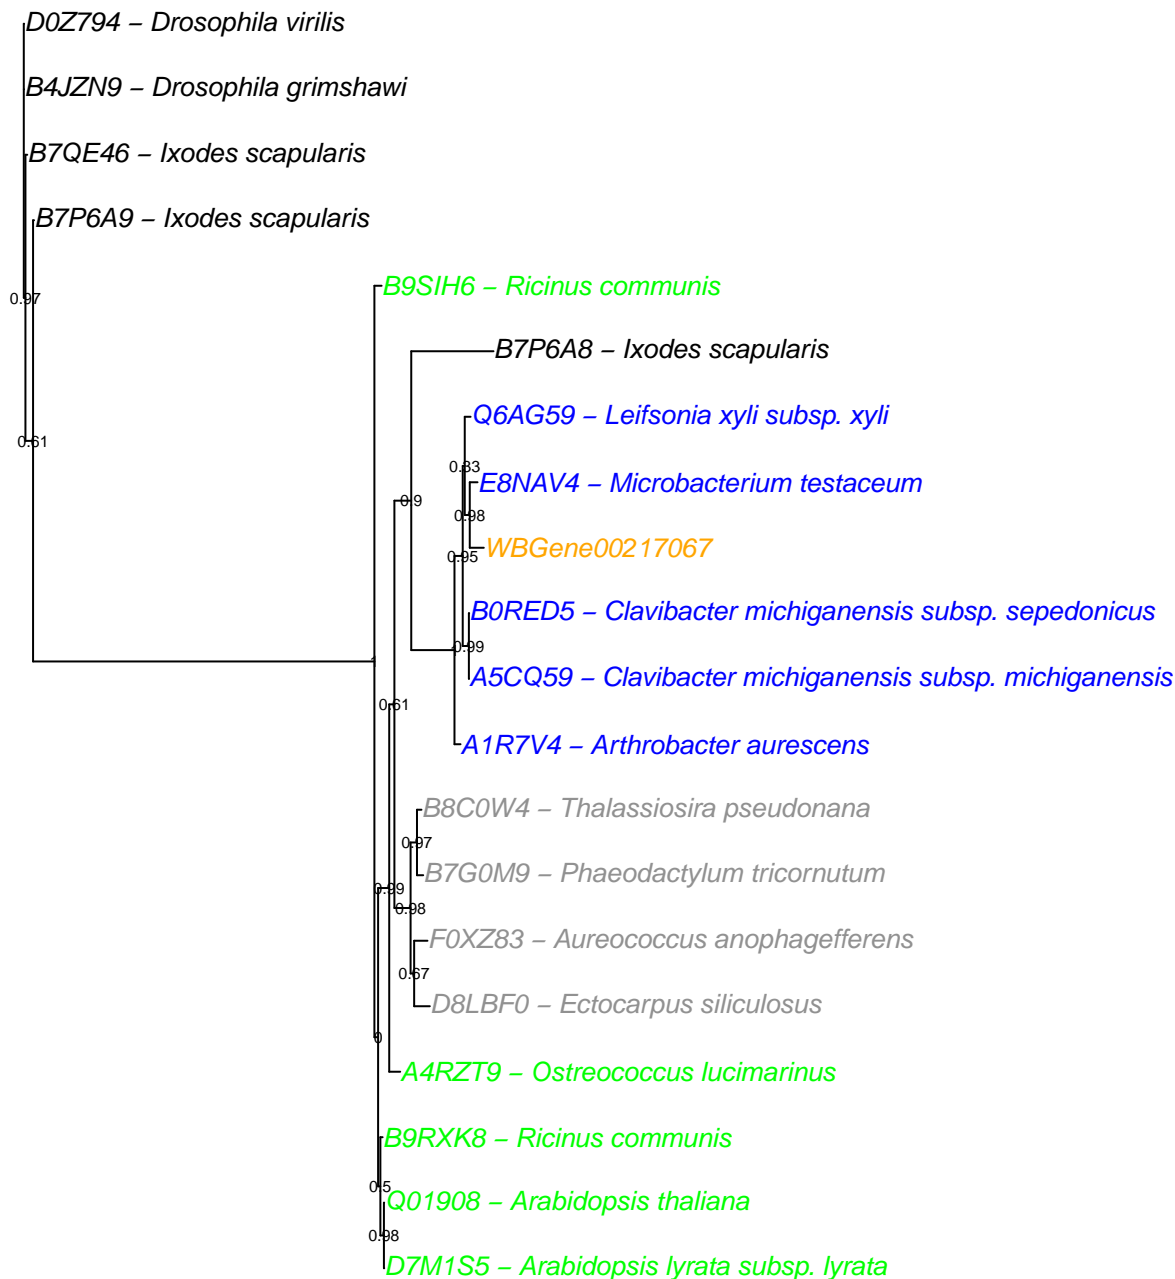 D0Z794 – Drosophila virilis
B4JZN9 – Drosophila grimshawi
B7QE46 – Ixodes scapularis
B7P6A9 – Ixodes scapularis
B9SIH6 – Ricinus communis
0.97
B7P6A8 – Ixodes scapularis
Q6AG59 – Leifsonia xyli subsp. xyli
0.61
0.83
E8NAV4 – Microbacterium testaceum
0.9
0.98
WBGene00217067
0.95
B0RED5 – Clavibacter michiganensis subsp. sepedonicus
0.99
1
A5CQ59 – Clavibacter michiganensis subsp. michiganensis
0.61
A1R7V4 – Arthrobacter aurescens
B8C0W4 – Thalassiosira pseudonana
0.97
B7G0M9 – Phaeodactylum tricornutum
0.99
0.98
F0XZ83 – Aureococcus anophagefferens
0.67
D8LBF0 – Ectocarpus siliculosus
0
A4RZT9 – Ostreococcus lucimarinus
B9RXK8 – Ricinus communis
0.5
Q01908 – Arabidopsis thaliana
0.98
D7M1S5 – Arabidopsis lyrata subsp. lyrata